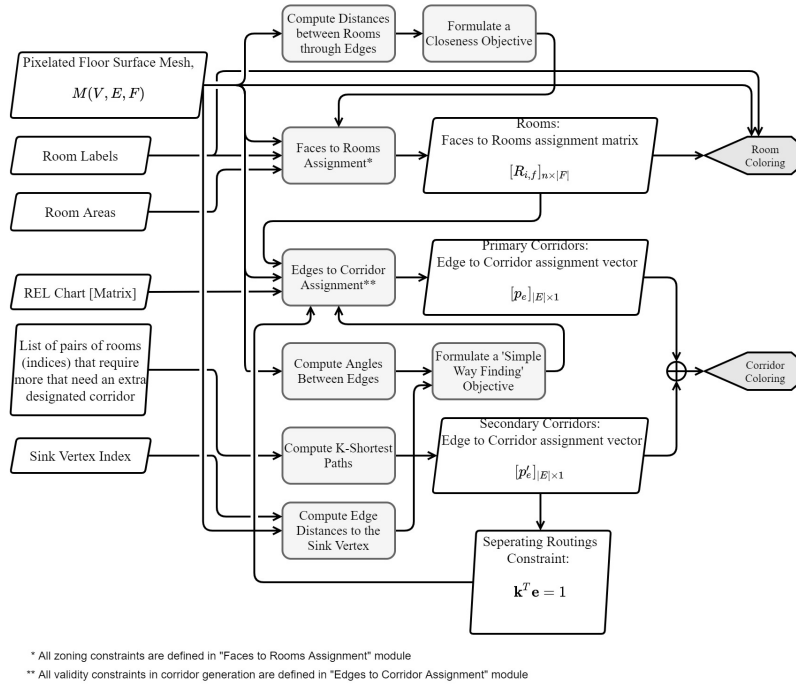 Compute Distances
between Rooms
through Edges
Formulate a
Closeness Objective
Pixelated Floor Surface Mesh,
M(V, E, F)
Room Labels
Faces to Rooms
Assignment*
Rooms:
Faces to Rooms assignment matrix
[R_{i,f}]_{n×|F|}
Room
Coloring
Room Areas
REL Chart [Matrix]
Edges to Corridor
Assignment**
Primary Corridors:
Edge to Corridor assignment vector
[p_e]_{|E|×1}
List of pairs of rooms
(indices) that require
more that need an extra
designated corridor
Compute Angles
Between Edges
Formulate a 'Simple
Way Finding'
Objective
Corridor
Coloring
Sink Vertex Index
Compute K-Shortest
Paths
Secondary Corridors:
Edge to Corridor assignment vector
[p'_e]_{|E|×1}
Compute Edge
Distances to the
Sink Vertex
Seperating Routings
Constraint:
k^T e = 1
* All zoning constraints are defined in "Faces to Rooms Assignment" module
** All validity constraints in corridor generation are defined in "Edges to Corridor Assignment" module